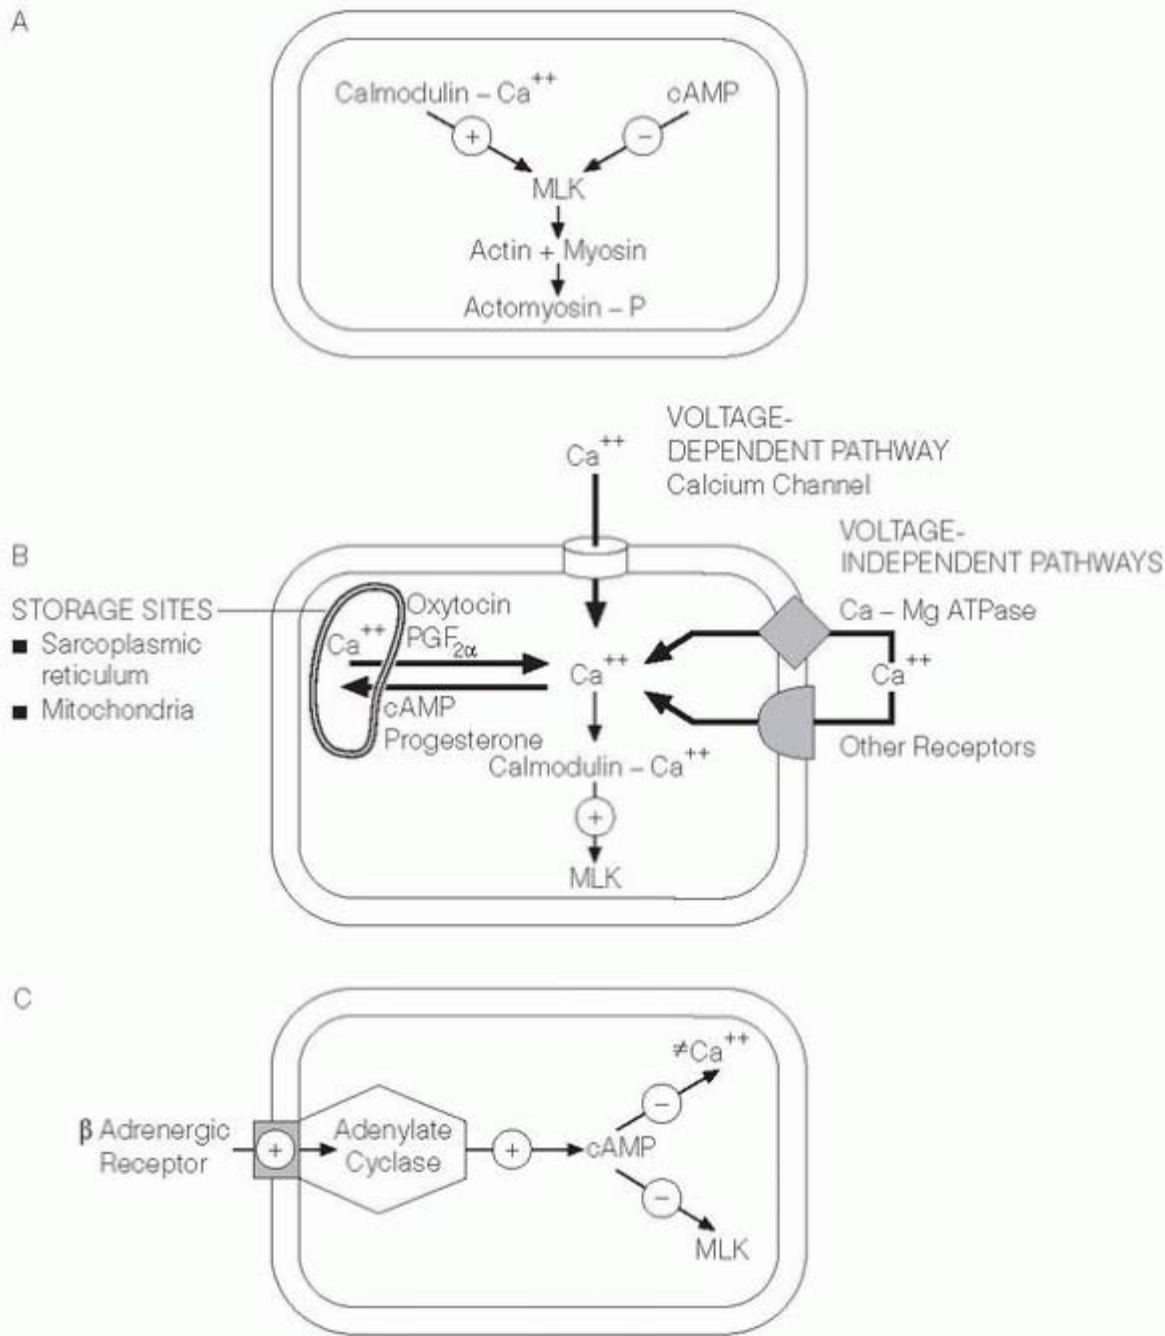 A
Calmodulin – Ca++
cAMP
+
−
MLK
Actin + Myosin
Actomyosin – P
B
Ca++
VOLTAGE-
DEPENDENT PATHWAY
Calcium Channel
VOLTAGE-
INDEPENDENT PATHWAYS
STORAGE SITES
■ Sarcoplasmic
reticulum
■ Mitochondria
Oxytocin
PGF2α
Ca++
cAMP
Progesterone
Ca++
Ca – Mg ATPase
Ca++
Other Receptors
Calmodulin – Ca++
+
MLK
C
β Adrenergic
Receptor
+
Adenylate
Cyclase
+
cAMP
−
≠Ca++
−
MLK